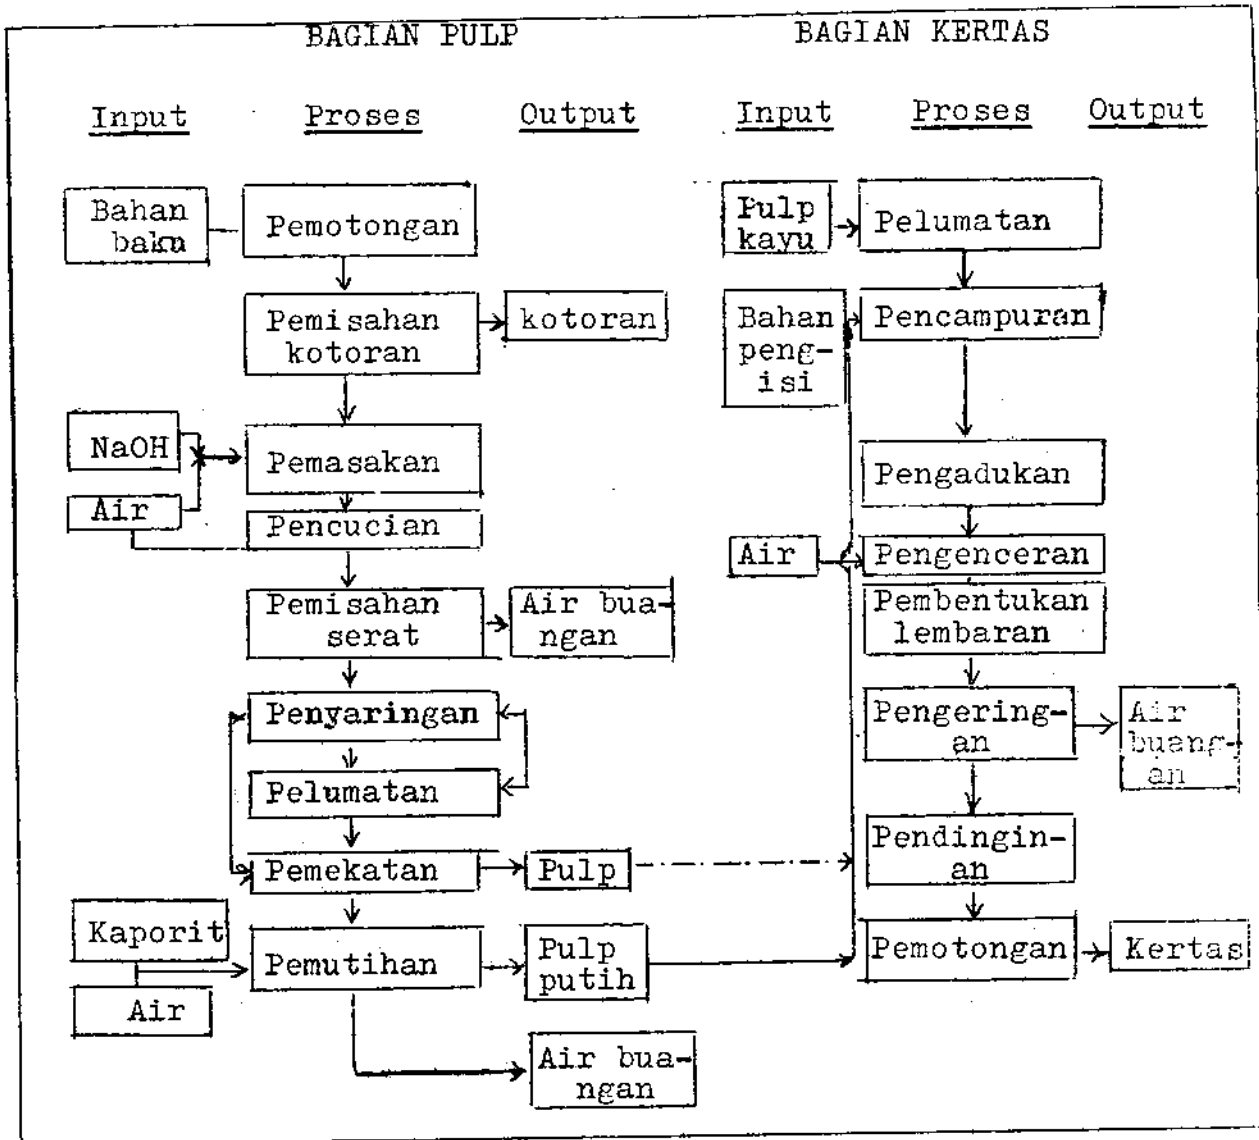 BAGIAN PULP
Input Proses Output
Bahan
baku
Pemotongan
Pemisahan
kotoran
kotoran
NaOH
Air
Pemasakan
Pencucian
Pemisahan
serat
Air bua-
ngan
Penyaringan
Pelumatan
Pemekatan
Pulp
Kaporit
Air
Pemutihan
Pulp
putih
Air bua-
ngan
BAGIAN KERTAS
Input Proses Output
Pulp
kayu
Pelumatan
Bahan
peng-
isi
Pencampuran
Pengadukan
Air
Pengenceran
Pembentukan
lembaran
Pengering-
an
Air
buang-
an
Pendingin-
an
Pemotongan
Kertas